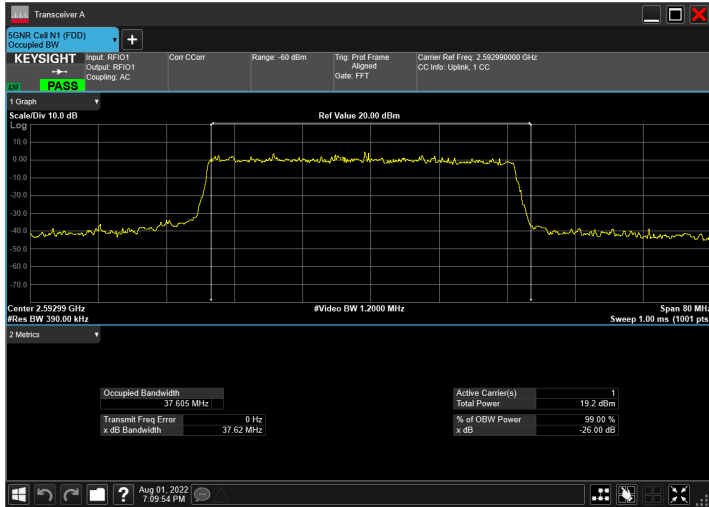 Transceiver A
5GNR Cell N1 (FDD)
Occupied BW
KEYSIGHT
LXI
PASS
Input: RFIO1
Output: RFIO1
Coupling: AC
Corr CCorr
Range: -60 dBm
Trig: Prot Frame
Aligned
Gate: FFT
Carrier Ref Freq: 2.592990000 GHz
CC Info: Uplink, 1 CC
1 Graph
Scale/Div 10.0 dB
Ref Value 20.00 dBm
Log
10.0
0.00
-10.0
-20.0
-30.0
-40.0
-50.0
-60.0
-70.0
Center 2.59299 GHz
#Video BW 1.2000 MHz
Span 80 MHz
#Res BW 390.00 kHz
Sweep 1.00 ms (1001 pts)
2 Metrics
Occupied Bandwidth
37.605 MHz
Transmit Freq Error 0 Hz
x dB Bandwidth 37.62 MHz
Active Carrier(s) 1
Total Power 19.2 dBm
% of OBW Power 99.00 %
x dB -26.00 dB
?
Aug 01, 2022
7:09:54 PM